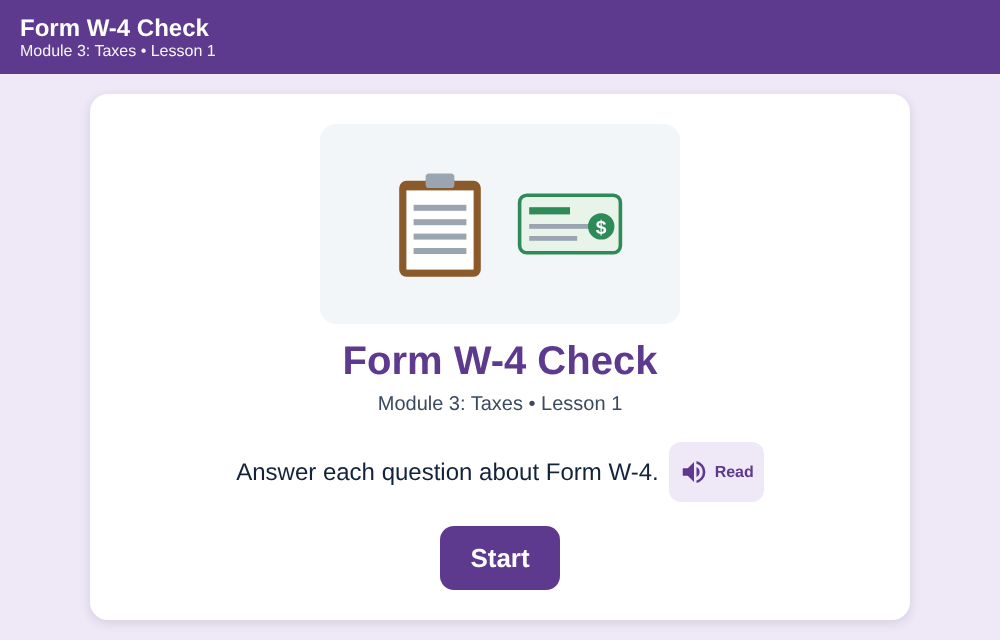 Form W-4 Check
Module 3: Taxes • Lesson 1
$
Form W-4 Check
Module 3: Taxes • Lesson 1
Answer each question about Form W-4.
Read
Start